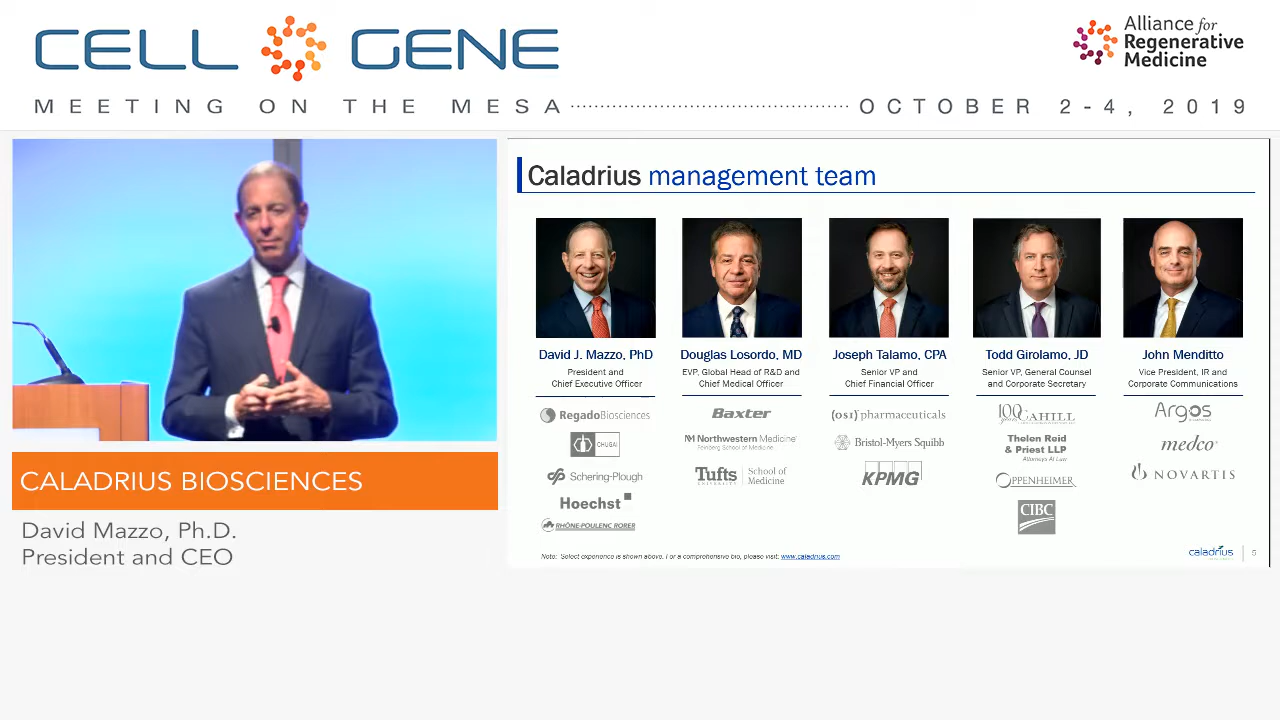 CELL GENE
Alliance for
Regenerative
Medicine
MEETING ON THE MESA
OCTOBER 2-4, 2019
Caladrius management team
David J. Mazzo, PhD
President and
Chief Executive Officer
RegadoBiosciences
CHUGAI
Schering-Plough
Hoechst
RHÔNE-POULENC RORER
Douglas Losordo, MD
EVP, Global Head of R&D and
Chief Medical Officer
Baxter
Northwestern Medicine
Feinberg School of Medicine
Tufts
UNIVERSITY
School of
Medicine
Joseph Talamo, CPA
Senior VP and
Chief Financial Officer
(osi) pharmaceuticals
Bristol-Myers Squibb
KPMG
Todd Girolamo, JD
Senior VP, General Counsel
and Corporate Secretary
100 CAHILL
Thelen Reid
& Priest LLP
Attorneys At Law
OPPENHEIMER
CIBC
John Menditto
Vice President, IR and
Corporate Communications
Argos
medco
NOVARTIS
Note: Select experience is shown above. For a comprehensive bio, please visit: www.caladrius.com
caladrius
5
CALADRIUS BIOSCIENCES
David Mazzo, Ph.D.
President and CEO